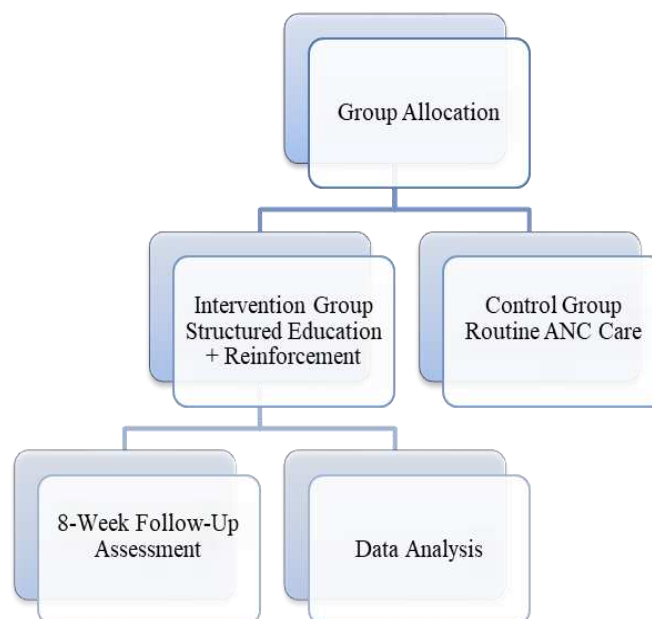 Group Allocation
Intervention Group
Structured Education
+ Reinforcement
Control Group
Routine ANC Care
8-Week Follow-Up
Assessment
Data Analysis